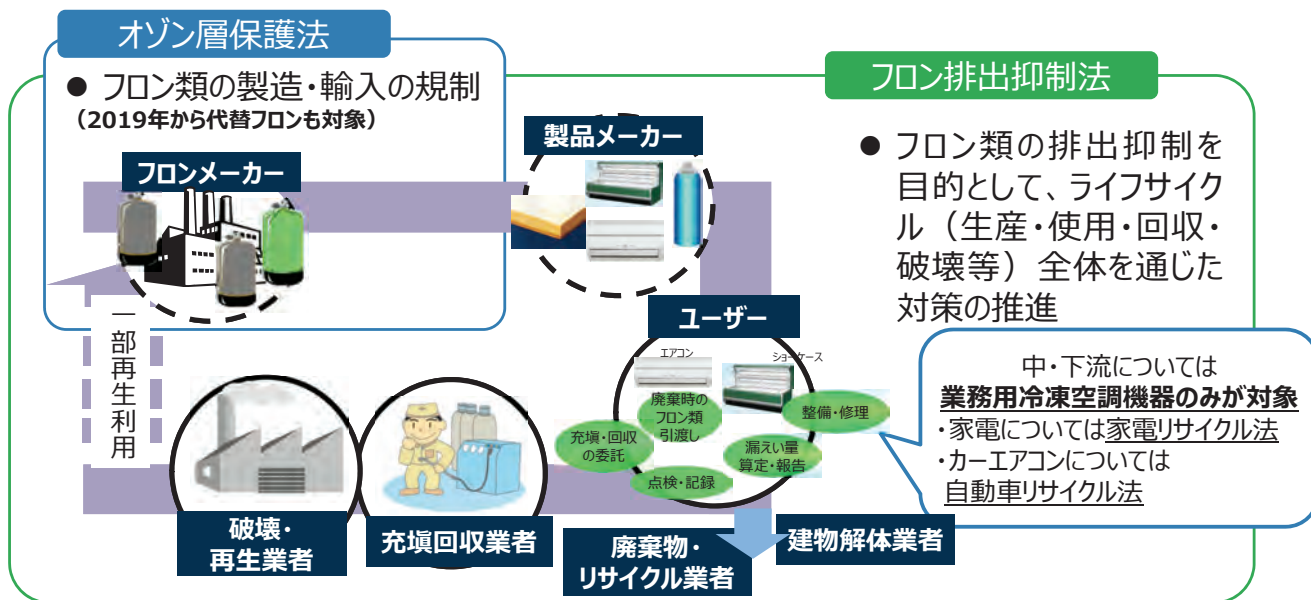 オゾン層保護法
● フロン類の製造・輸入の規制
（2019年から代替フロンも対象）
フロンメーカー
製品メーカー
フロン排出抑制法
● フロン類の排出抑制を
目的として、ライフサイク
ル（生産・使用・回収・
破壊等）全体を通じた
対策の推進
一部再生利用
ユーザー
エアコン
ショーケース
廃棄時の
フロン類
引渡し
整備・修理
充塡・回収
の委託
漏えい量
算定・報告
点検・記録
中・下流については
業務用冷凍空調機器のみが対象
・家電については家電リサイクル法
・カーエアコンについては
自動車リサイクル法
破壊・
再生業者
充塡回収業者
廃棄物・
リサイクル業者
建物解体業者